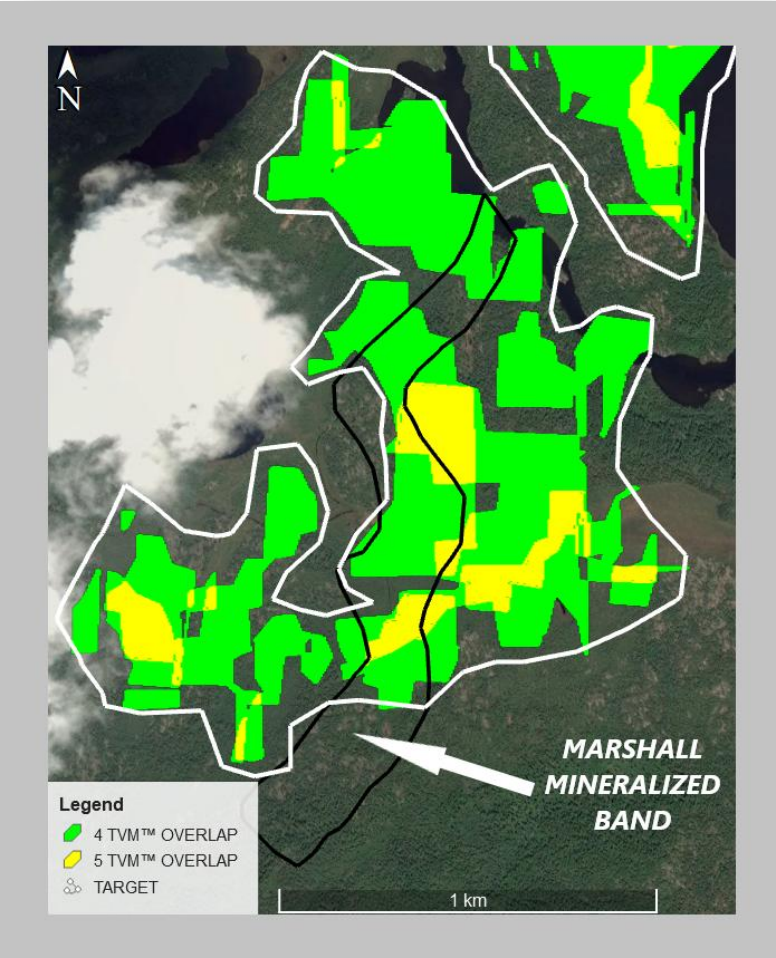 N
MARSHALL
MINERALIZED
BAND
Legend
4 TVM™ OVERLAP
5 TVM™ OVERLAP
TARGET
1 km